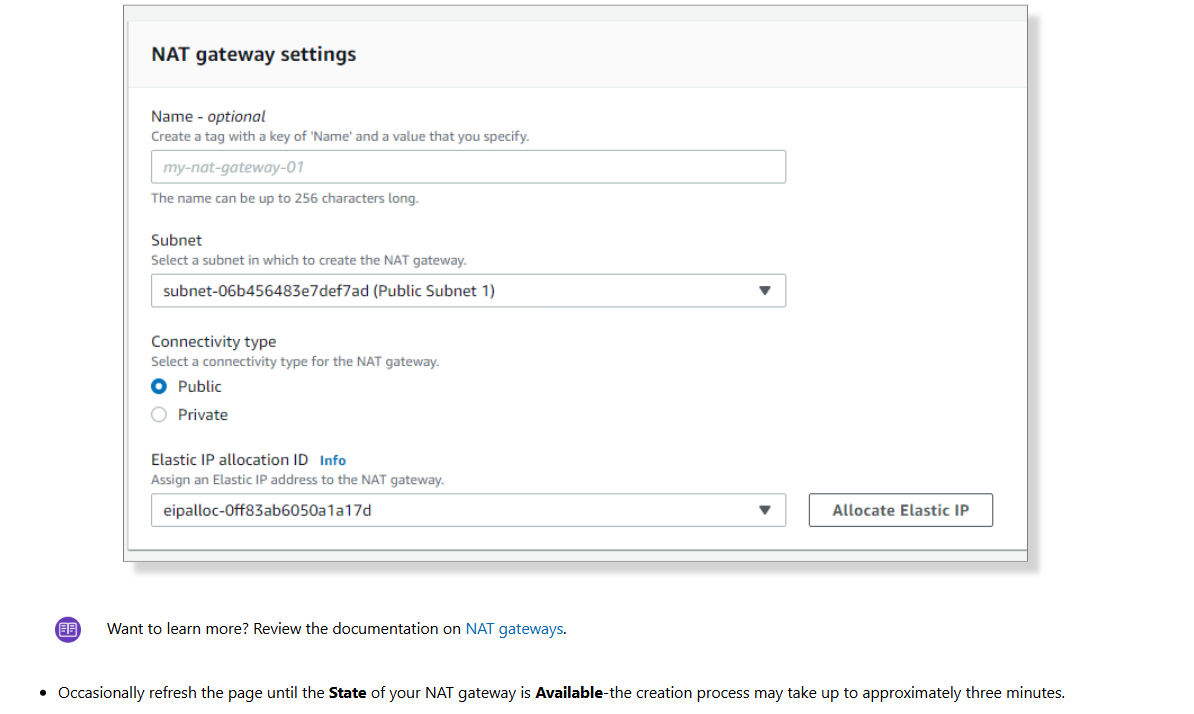 NAT gateway settings
Name - optional
Create a tag with a key of 'Name' and a value that you specify.
my-nat-gateway-01
The name can be up to 256 characters long.
Subnet
Select a subnet in which to create the NAT gateway.
subnet-06b456483e7def7ad (Public Subnet 1)
Connectivity type
Select a connectivity type for the NAT gateway.
Public
Private
Elastic IP allocation ID Info
Assign an Elastic IP address to the NAT gateway.
eipalloc-0ff83ab6050a1a17d Allocate Elastic IP
Want to learn more? Review the documentation on NAT gateways.
• Occasionally refresh the page until the State of your NAT gateway is Available-the creation process may take up to approximately three minutes.